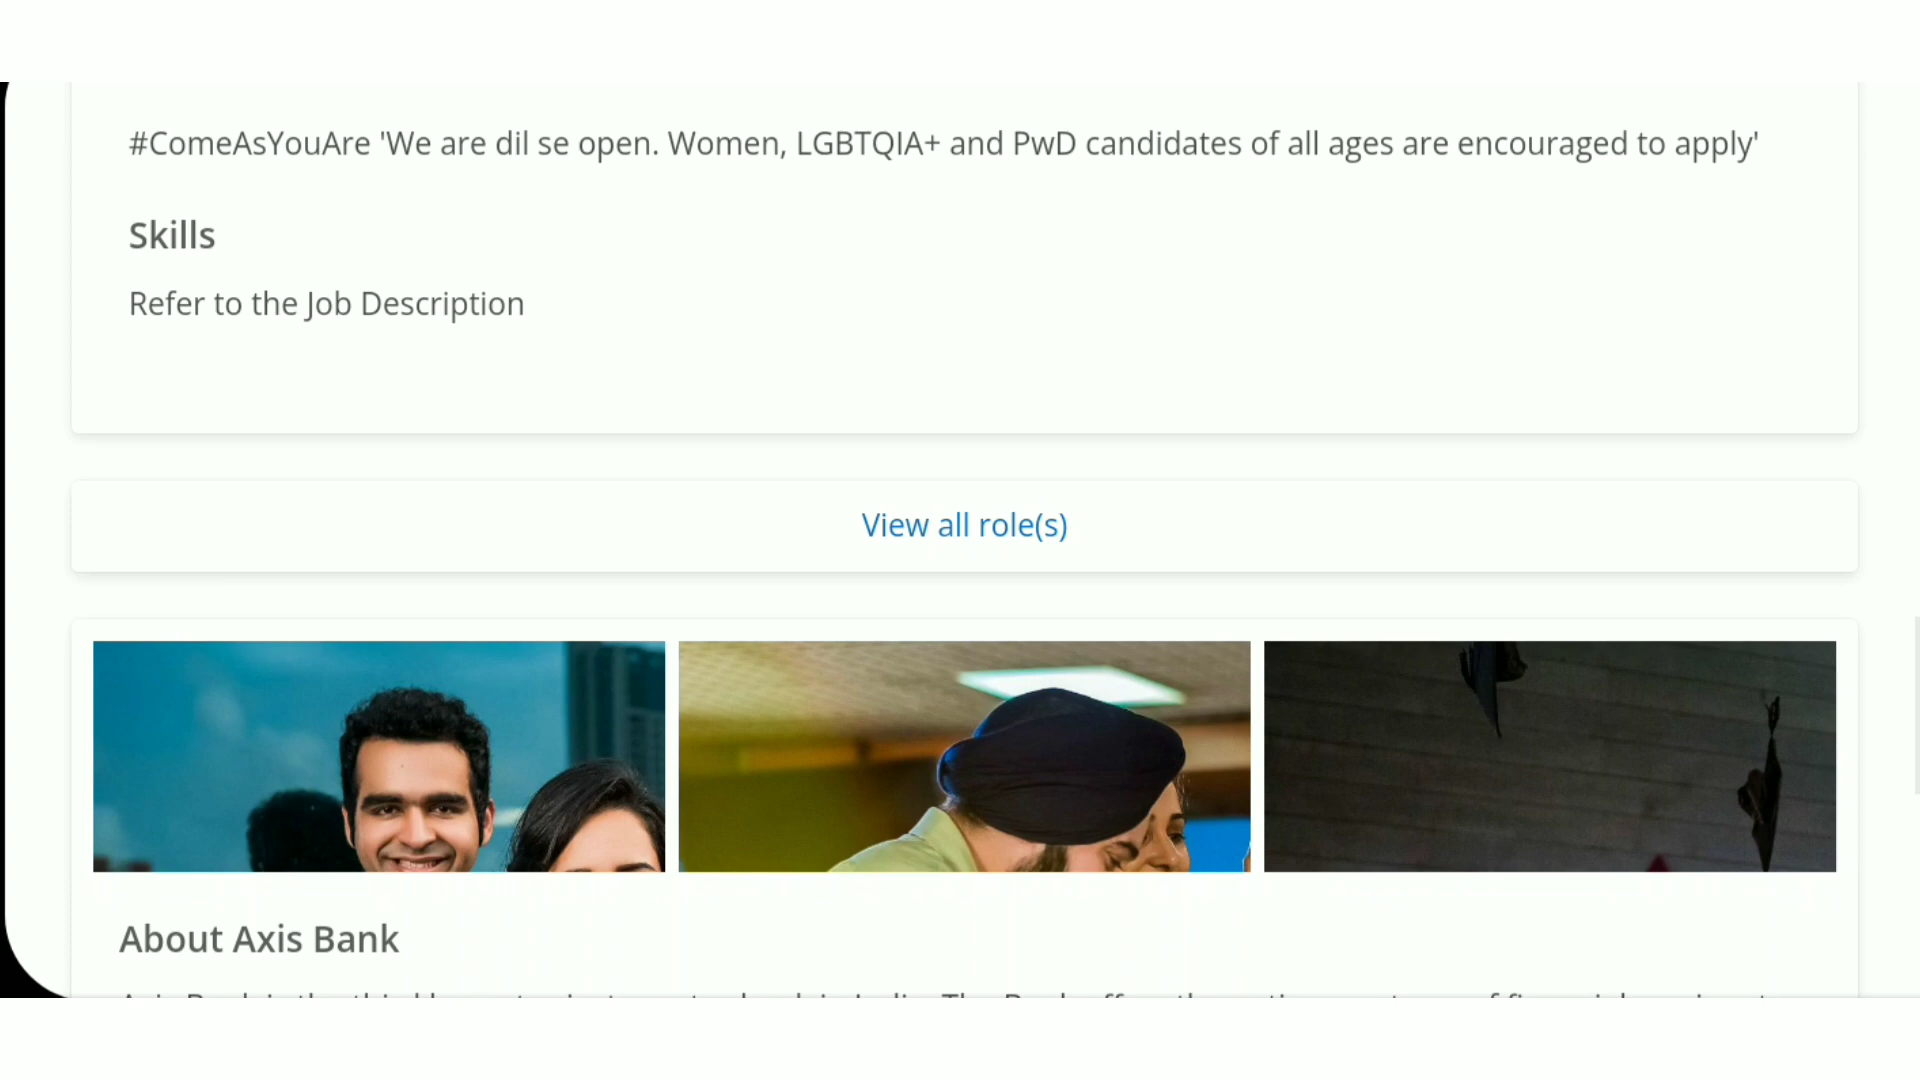 #ComeAsYouAre 'We are dil se open. Women, LGBTQIA+ and PwD candidates of all ages are encouraged to apply'
Skills
Refer to the Job Description
View all role(s)
About Axis Bank